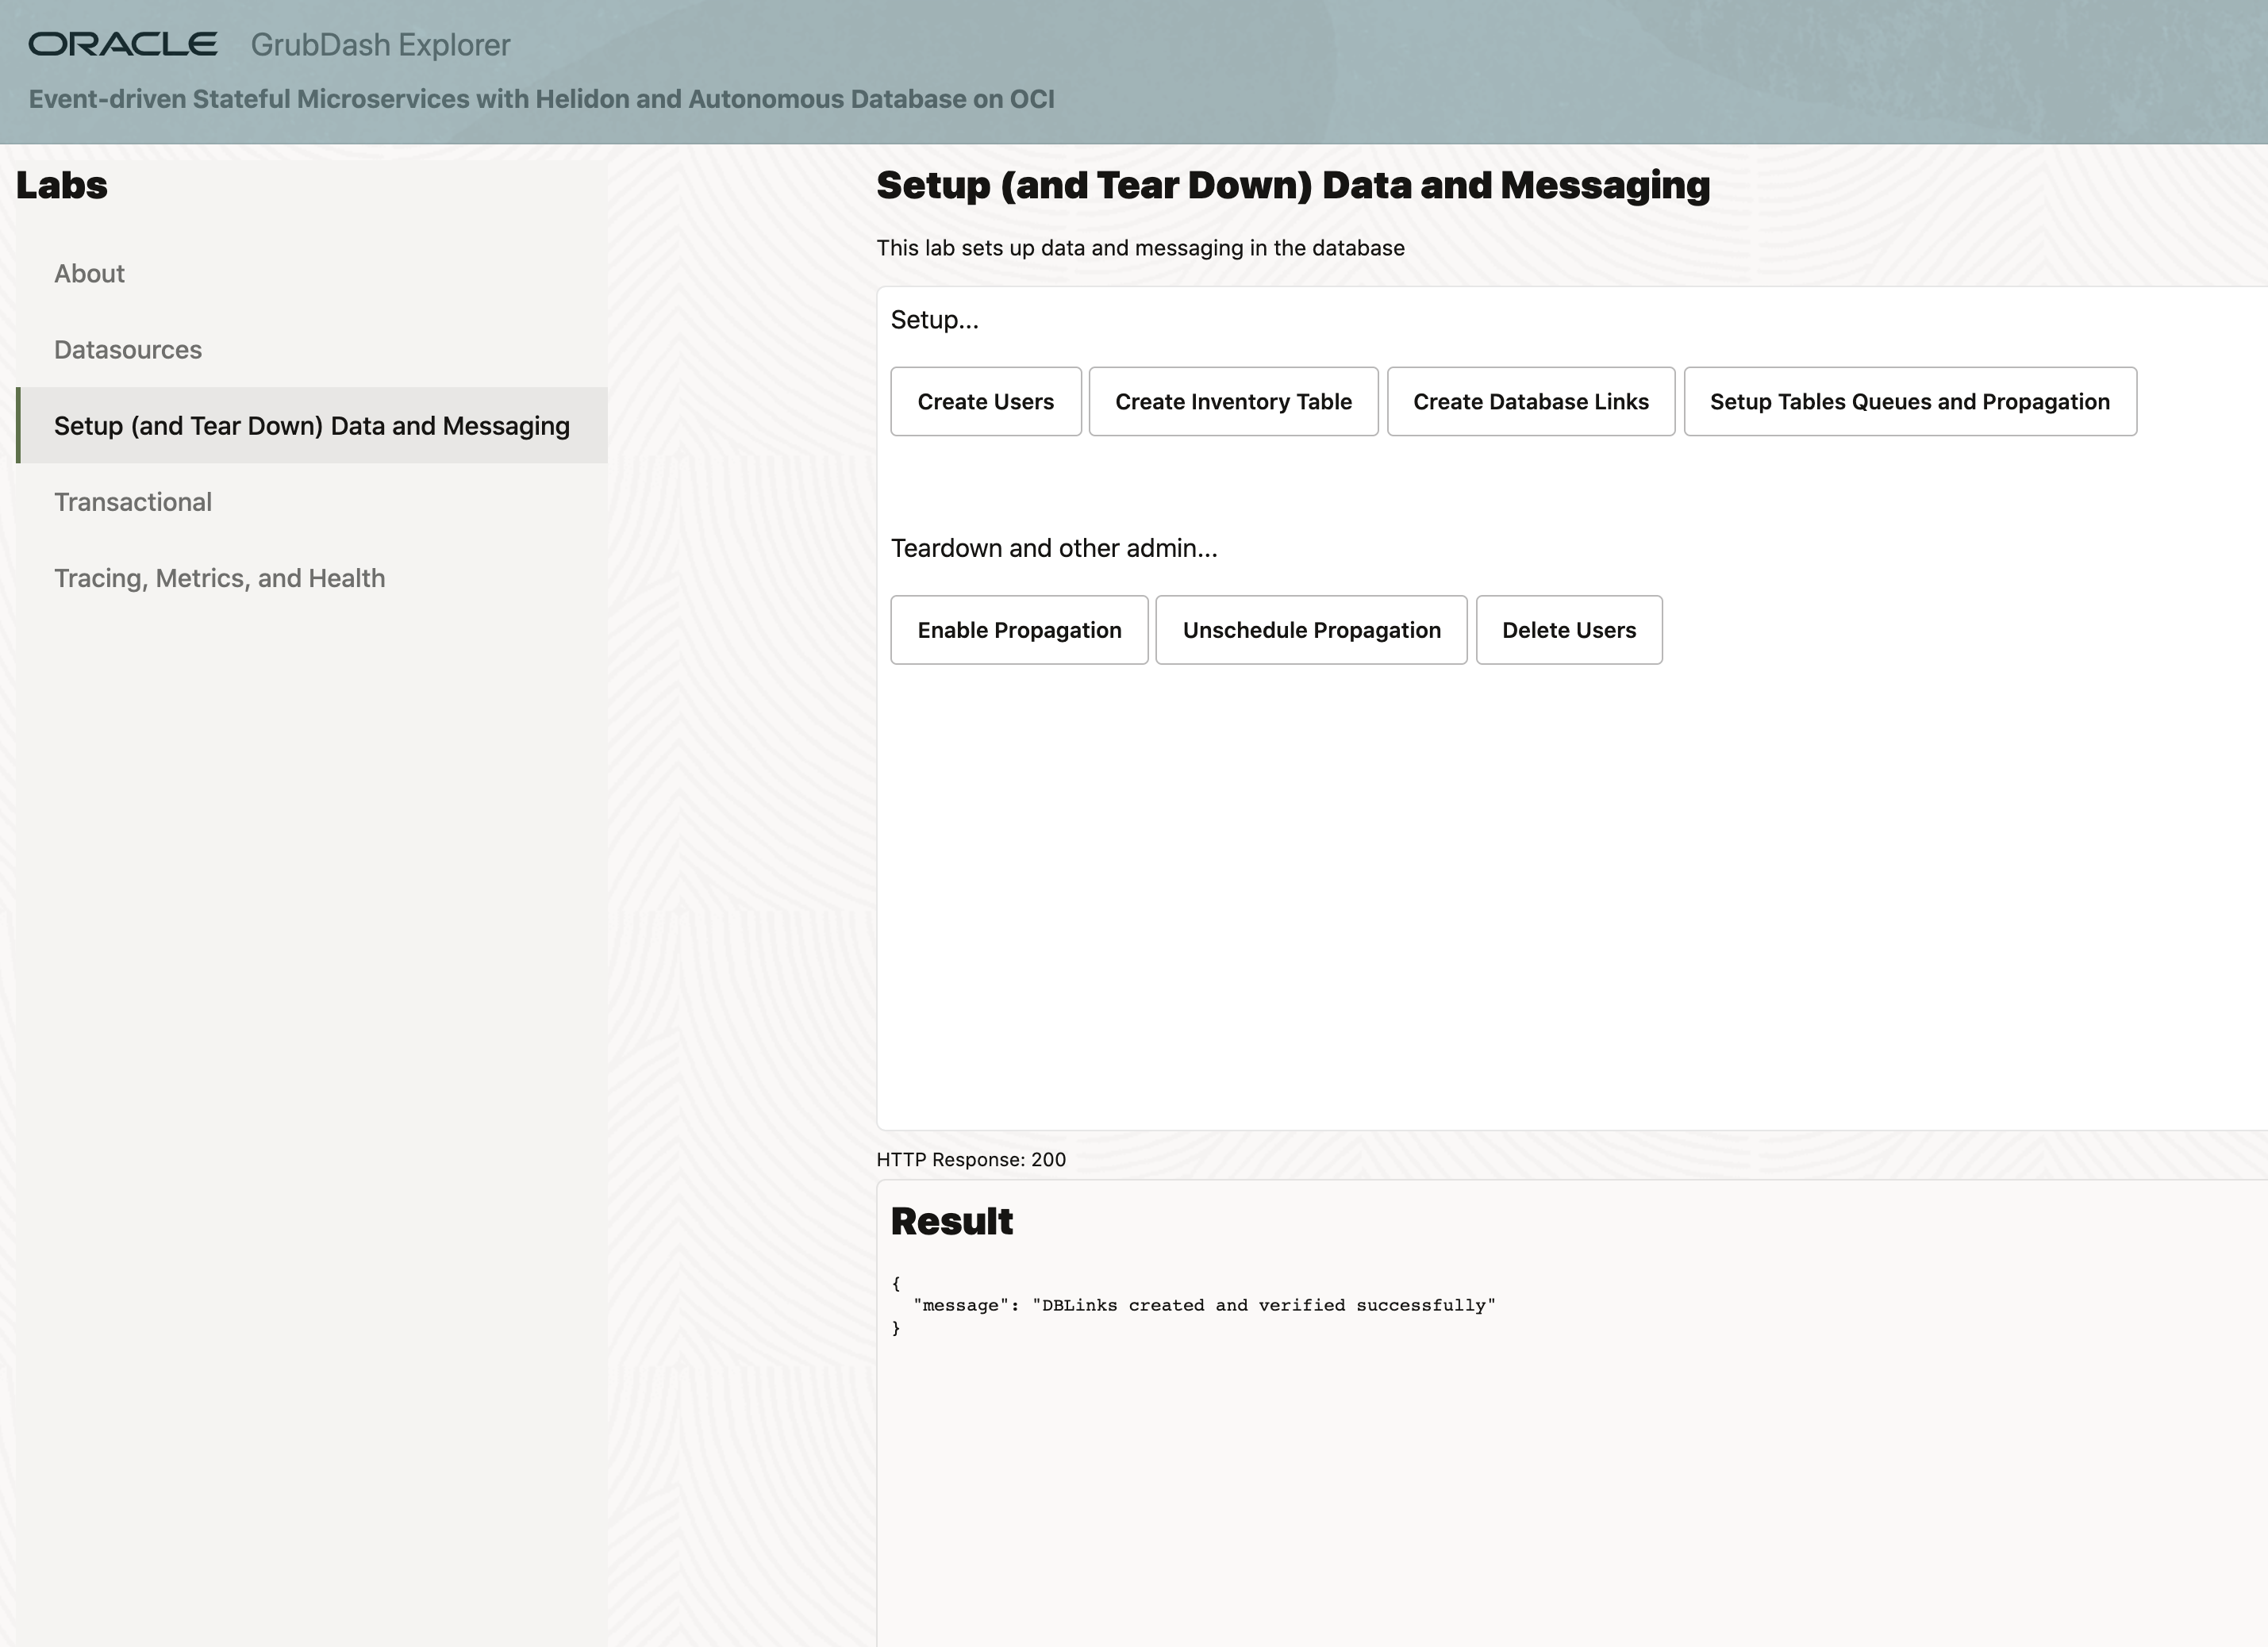 ORACLE GrubDash Explorer
Event-driven Stateful Microservices with Helidon and Autonomous Database on OCI
Labs
About
Datasources
Setup (and Tear Down) Data and Messaging
Transactional
Tracing, Metrics, and Health
Setup (and Tear Down) Data and Messaging
This lab sets up data and messaging in the database
Setup...
Create Users Create Inventory Table Create Database Links Setup Tables Queues and Propagation
Teardown and other admin...
Enable Propagation Unschedule Propagation Delete Users
HTTP Response: 200
Result
{
"message": "DBLinks created and verified successfully"
}